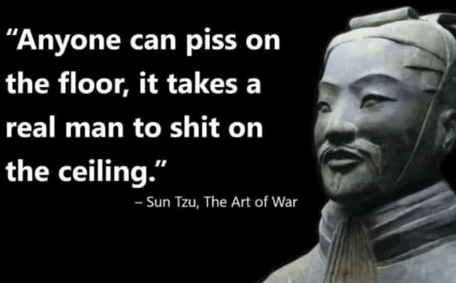 “Anyone can piss on
the floor, it takes a
real man to shit on
the ceiling.”
– Sun Tzu, The Art of War